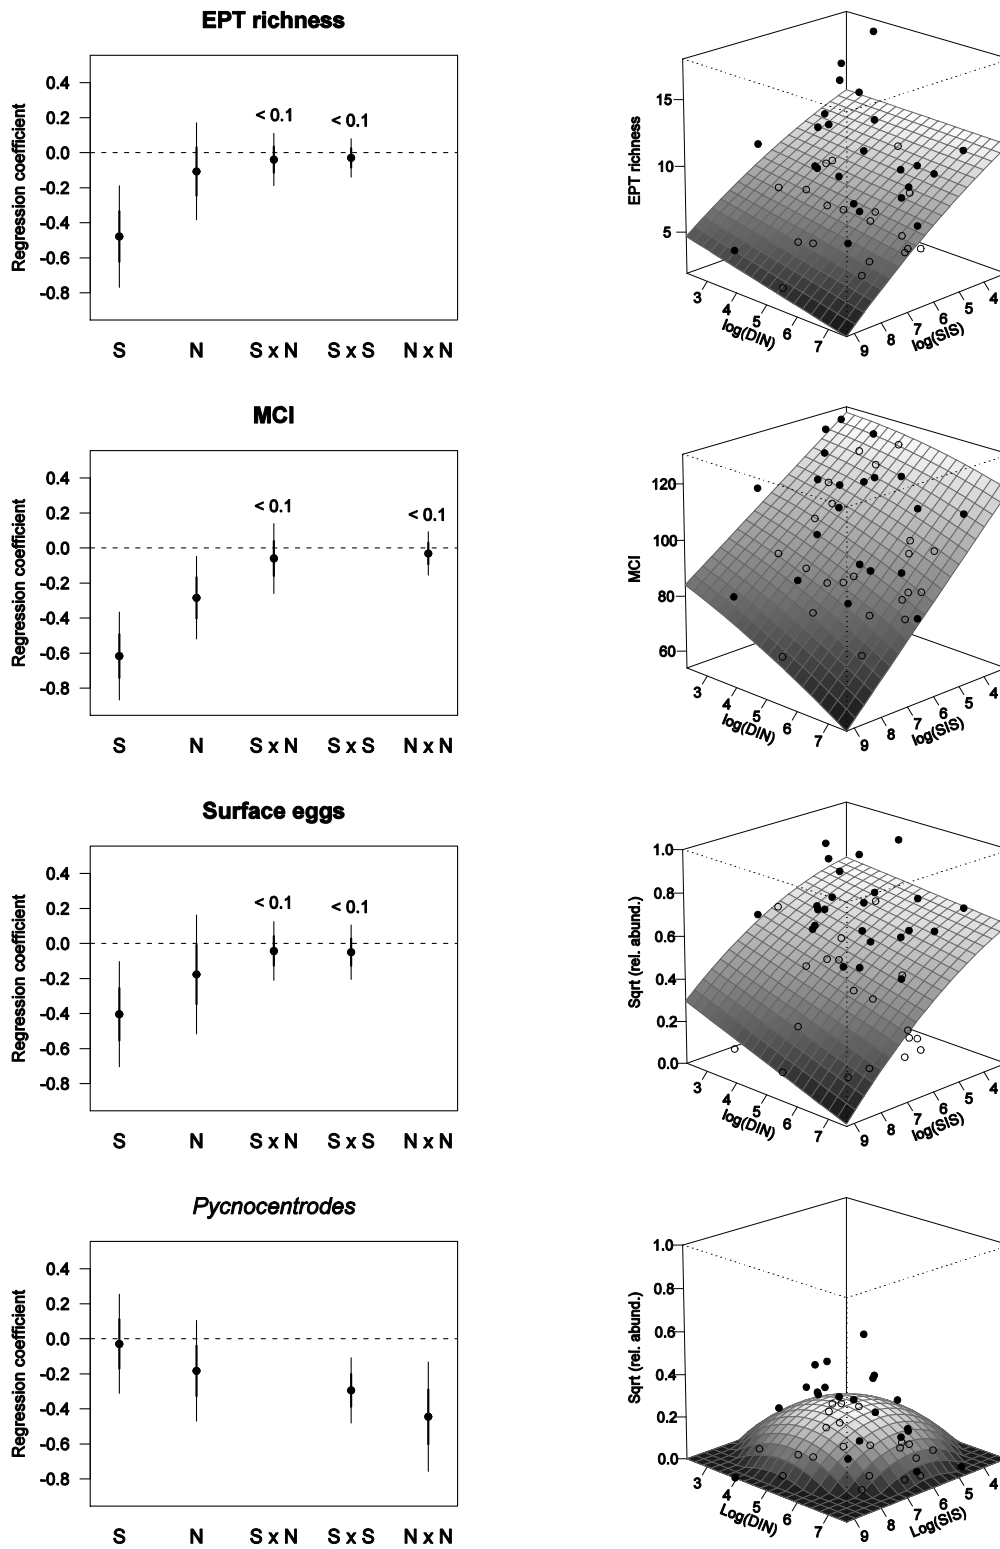 EPT richness
Regression coefficient
0.4
0.2
0.0
-0.2
-0.4
-0.6
-0.8
< 0.1
< 0.1
S N S x N S x S N x N
EPT richness
15
10
5
3 4 5 6 7
log(DIN)
9 8 7 6 5 4
log(SIS)
MCI
Regression coefficient
0.4
0.2
0.0
-0.2
-0.4
-0.6
-0.8
< 0.1
< 0.1
S N S x N S x S N x N
MCI
120
100
80
60
3 4 5 6 7
log(DIN)
9 8 7 6 5 4
log(SIS)
Surface eggs
Regression coefficient
0.4
0.2
0.0
-0.2
-0.4
-0.6
-0.8
< 0.1
< 0.1
S N S x N S x S N x N
Sqrt (rel. abund.)
1.0
0.8
0.6
0.4
0.2
0.0
3 4 5 6 7
log(DIN)
9 8 7 6 5 4
log(SIS)
Pycnocentrodes
Regression coefficient
0.4
0.2
0.0
-0.2
-0.4
-0.6
-0.8
S N S x N S x S N x N
Sqrt (rel. abund.)
1.0
0.8
0.6
0.4
0.2
0.0
3 4 5 6 7
Log(DIN)
9 8 7 6 5 4
Log(SIS)